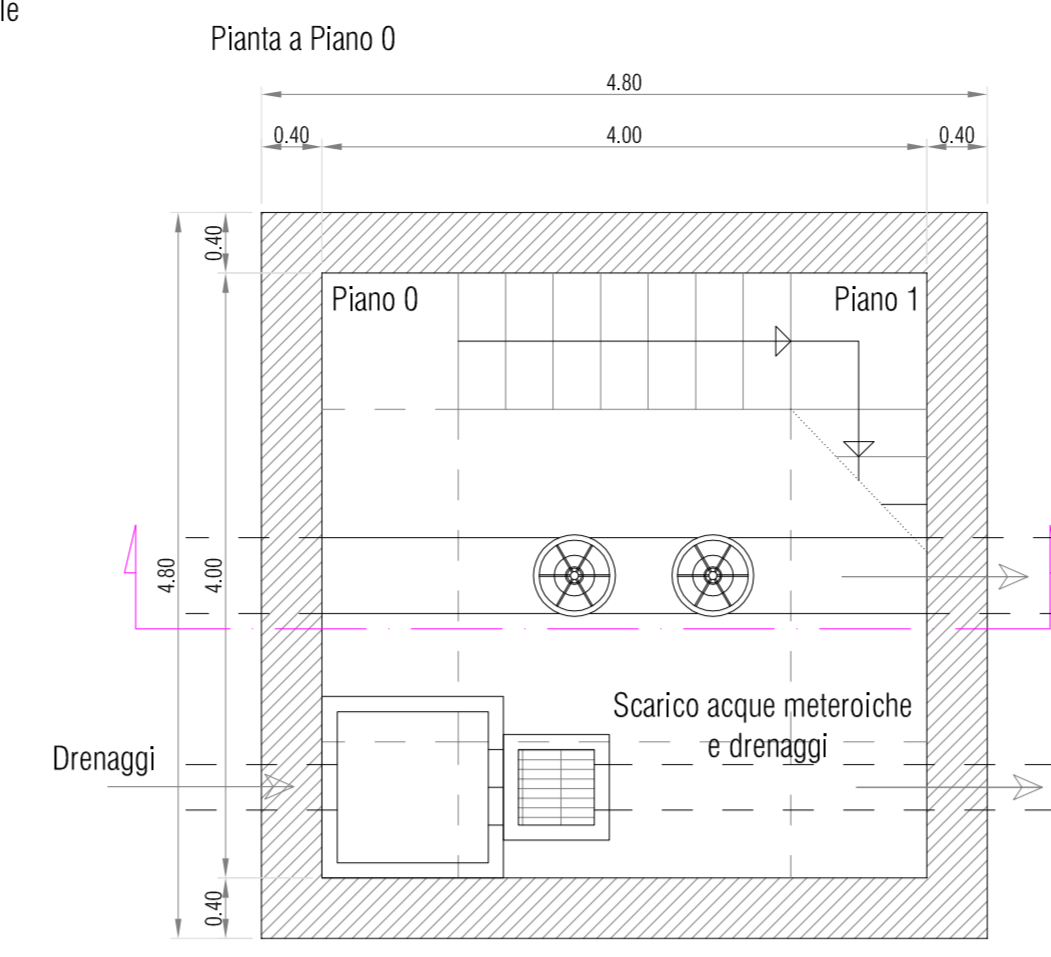 le
Pianta a Piano 0
4.80
0.40
4.00
0.40
0.40
Piano 0
Piano 1
4.80
4.00
Scarico acque meteroiche
e drenaggi
Drenaggi
0.40